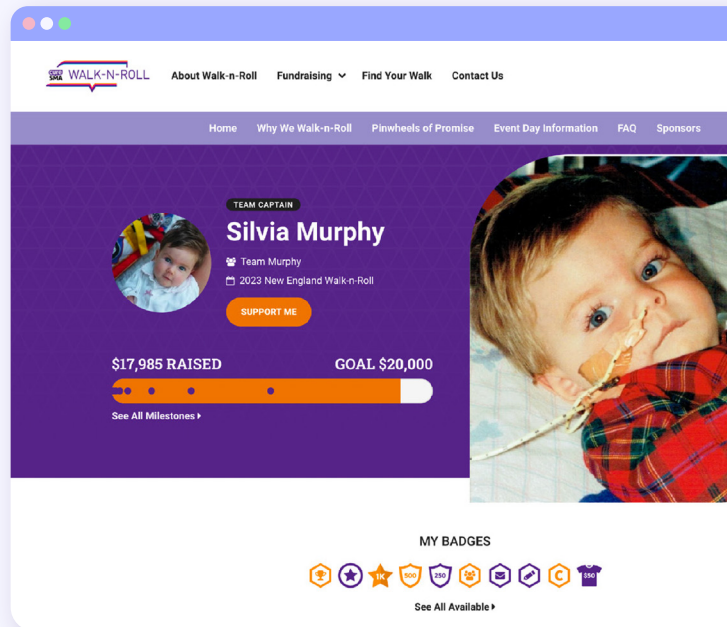 CURE SMA WALK-N-ROLL
About Walk-n-Roll Fundraising Find Your Walk Contact Us
Home Why We Walk-n-Roll Pinwheels of Promise Event Day Information FAQ Sponsors
TEAM CAPTAIN
Silvia Murphy
Team Murphy
2023 New England Walk-n-Roll
SUPPORT ME
$17,985 RAISED GOAL $20,000
See All Milestones
MY BADGES
1K 500 250 C $50
See All Available